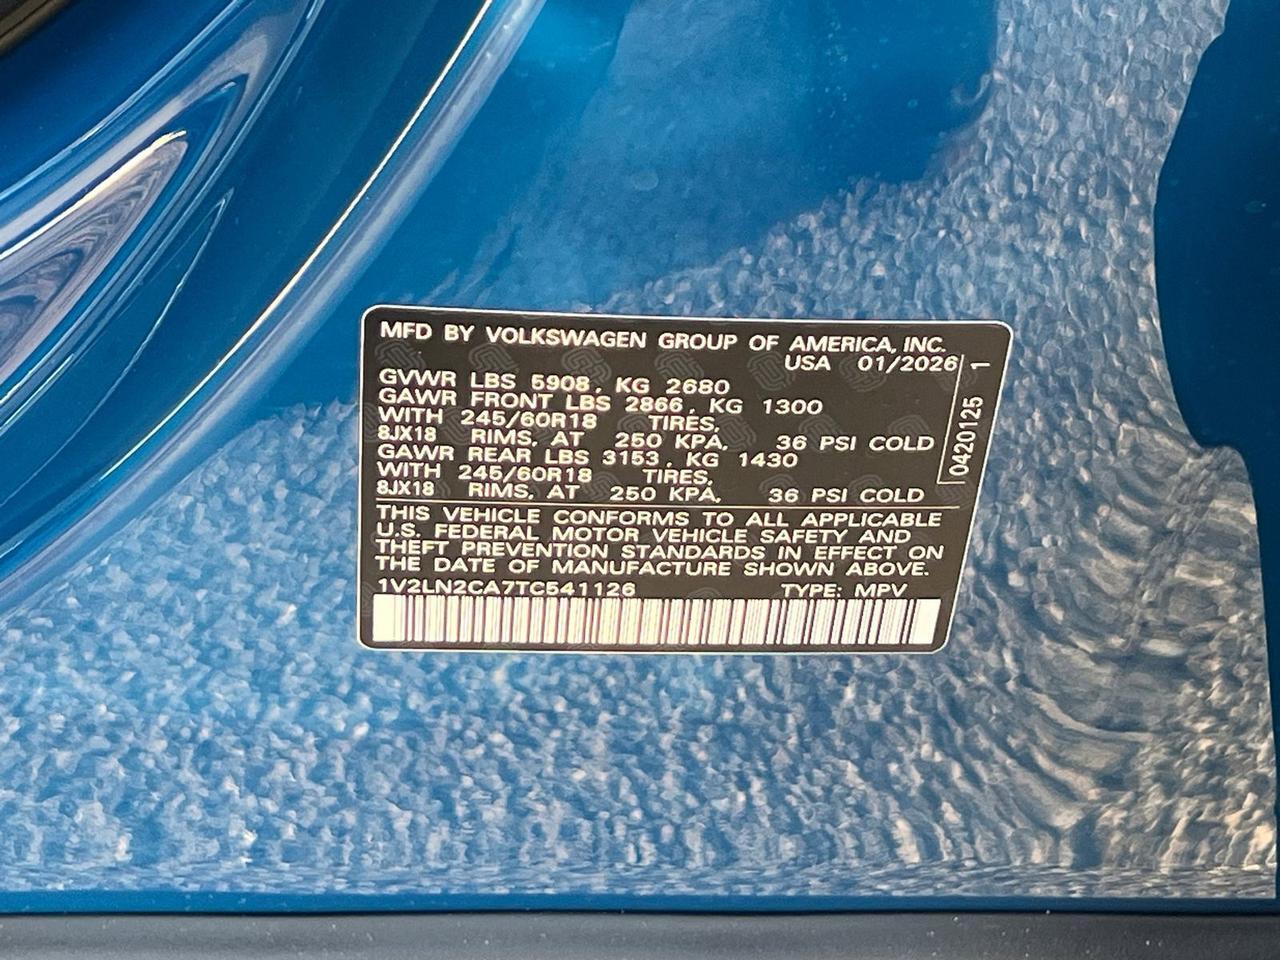 MFD BY VOLKSWAGEN GROUP OF AMERICA, INC.
USA 01/2026
GVWR LBS 5908, KG 2680
GAWR FRONT LBS 2866, KG 1300
WITH 245/60R18 TIRES,
8JX18 RIMS, AT 250 KPA, 36 PSI COLD
GAWR REAR LBS 3153, KG 1430
WITH 245/60R18 TIRES,
8JX18 RIMS, AT 250 KPA, 36 PSI COLD
0420125 1
THIS VEHICLE CONFORMS TO ALL APPLICABLE
U.S. FEDERAL MOTOR VEHICLE SAFETY AND
THEFT PREVENTION STANDARDS IN EFFECT ON
THE DATE OF MANUFACTURE SHOWN ABOVE.
1V2LN2CA7TC541126 TYPE: MPV